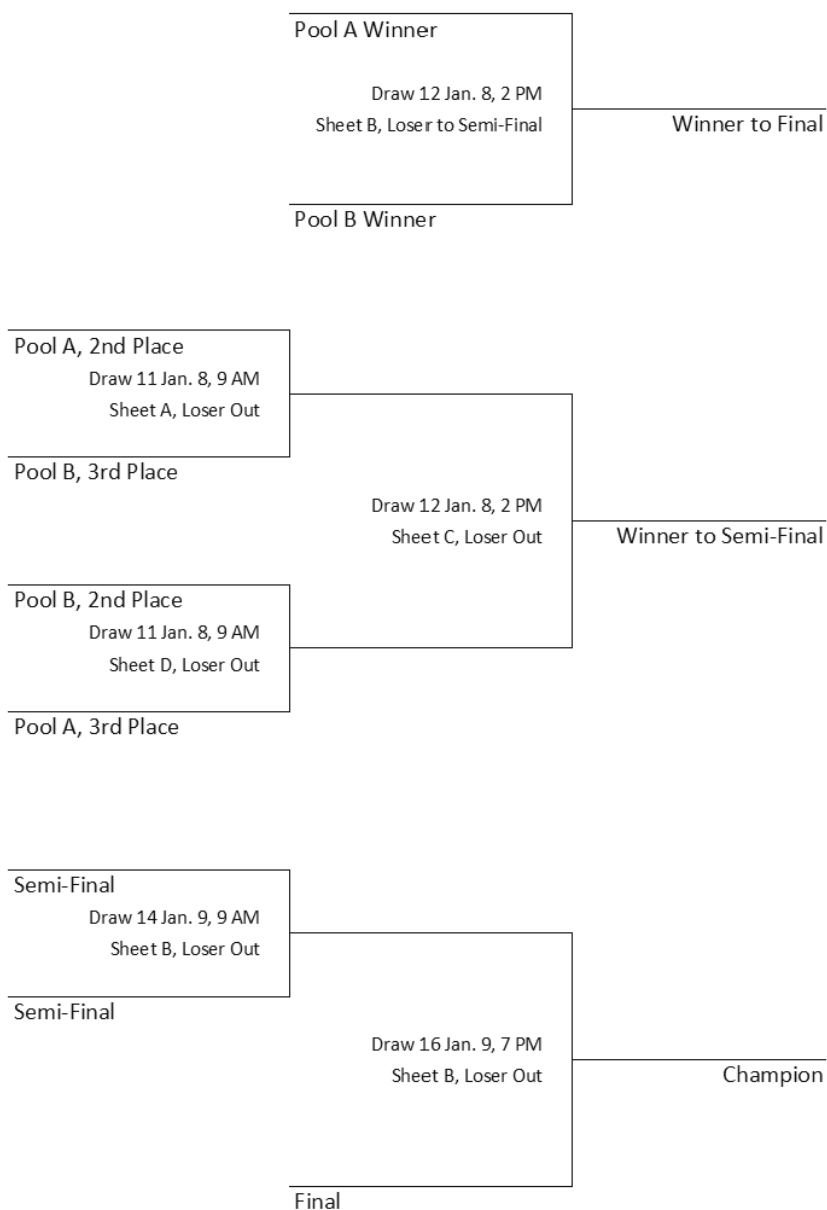 Pool A Winner
Draw 12 Jan. 8, 2 PM
Sheet B, Loser to Semi-Final
Winner to Final
Pool B Winner
Pool A, 2nd Place
Draw 11 Jan. 8, 9 AM
Sheet A, Loser Out
Pool B, 3rd Place
Draw 12 Jan. 8, 2 PM
Sheet C, Loser Out
Winner to Semi-Final
Pool B, 2nd Place
Draw 11 Jan. 8, 9 AM
Sheet D, Loser Out
Pool A, 3rd Place
Semi-Final
Draw 14 Jan. 9, 9 AM
Sheet B, Loser Out
Semi-Final
Draw 16 Jan. 9, 7 PM
Sheet B, Loser Out
Champion
Final